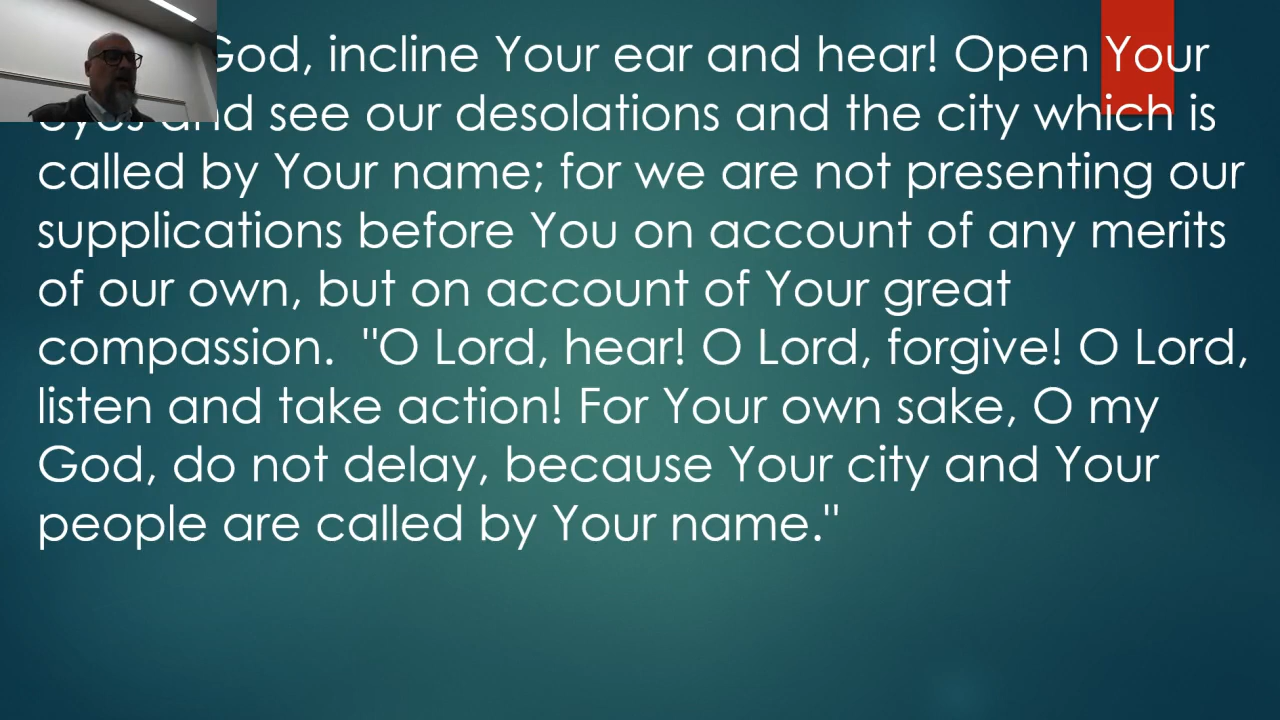 God, incline Your ear and hear! Open Your
eyes and see our desolations and the city which is
called by Your name; for we are not presenting our
supplications before You on account of any merits
of our own, but on account of Your great
compassion.  "O Lord, hear! O Lord, forgive! O Lord,
listen and take action! For Your own sake, O my
God, do not delay, because Your city and Your
people are called by Your name."